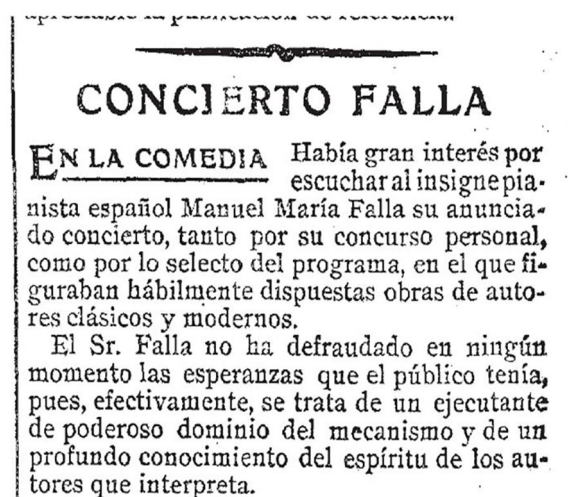 CONCIERTO FALLA
EN LA COMEDIA Había gran interés por
escuchar al insigne pia-
nista español Manuel María Falla su anuncia-
do concierto, tanto por su concurso personal,
como por lo selecto del programa, en el que fi-
guraban hábilmente dispuestas obras de auto-
res clásicos y modernos.
El Sr. Falla no ha defraudado en ningún
momento las esperanzas que el público tenía,
pues, efectivamente, se trata de un ejecutante
de poderoso dominio del mecanismo y de un
profundo conocimiento del espíritu de los au-
tores que interpreta.